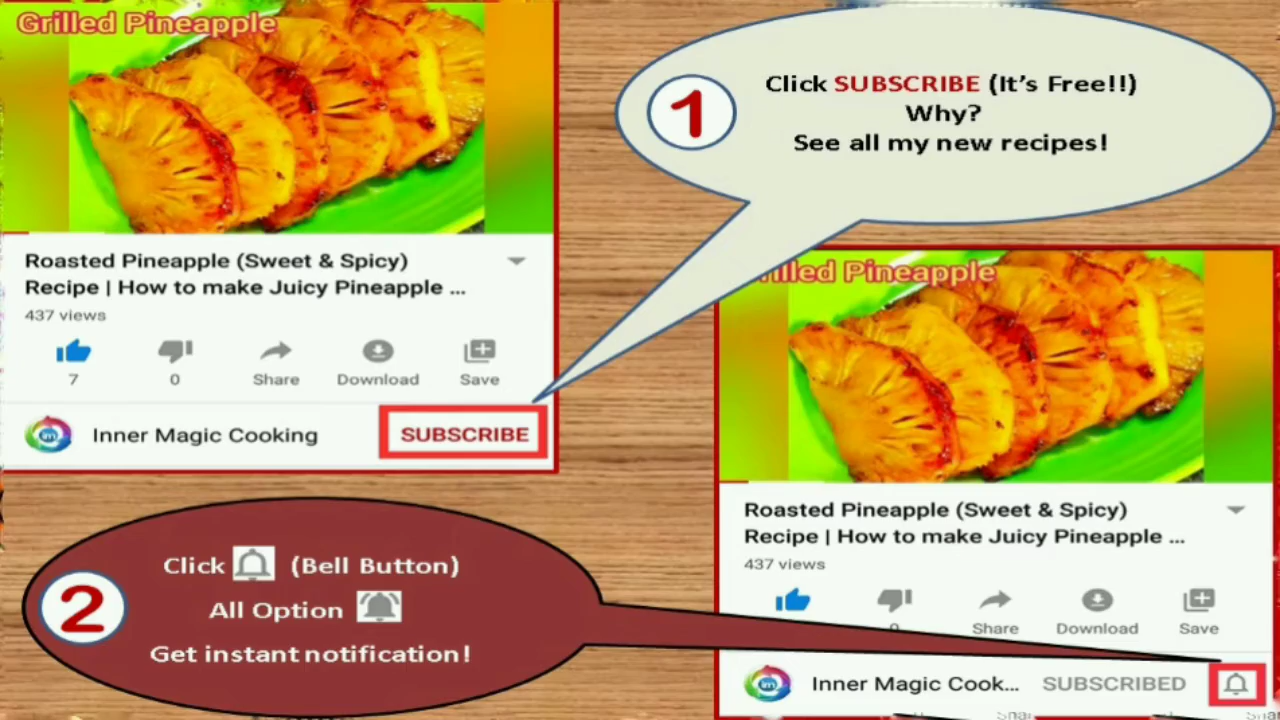 Grilled Pineapple
Roasted Pineapple (Sweet & Spicy)
Recipe | How to make Juicy Pineapple ...
437 views
7
0
Share
Download
Save
im
Inner Magic Cooking
SUBSCRIBE
1
Click SUBSCRIBE (It's Free!!)
Why?
See all my new recipes!
2
Click (Bell Button)
All Option
Get instant notification!
illed Pineapple
Roasted Pineapple (Sweet & Spicy)
Recipe | How to make Juicy Pineapple ...
437 views
Share
Download
Save
im
Inner Magic Cook...
SUBSCRIBED